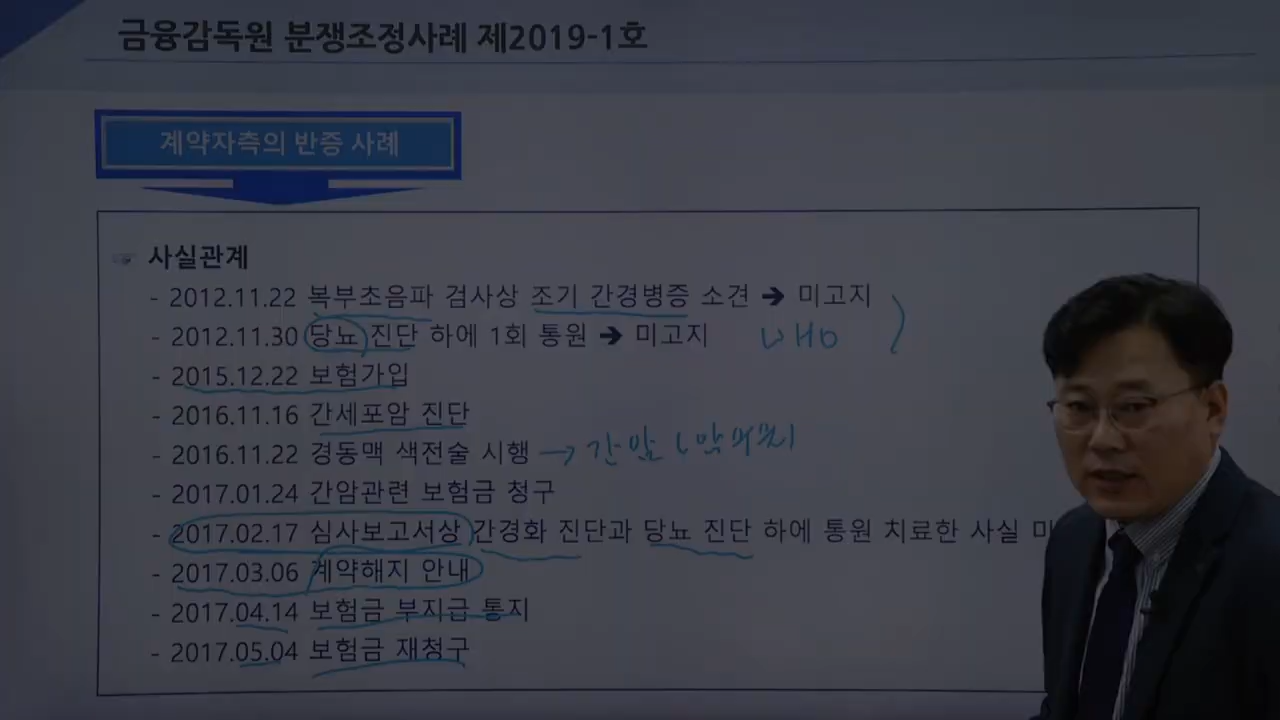 금융감독원 분쟁조정사례 제2019-1호
계약자측의 반증 사례
☞ 사실관계
- 2012.11.22 복부초음파 검사상 조기 간경병증 소견 → 미고지
- 2012.11.30 당뇨 진단 하에 1회 통원 → 미고지 WHO
- 2015.12.22 보험가입
- 2016.11.16 간세포암 진단
- 2016.11.22 경동맥 색전술 시행 → 간암
- 2017.01.24 간암관련 보험금 청구
- 2017.02.17 심사보고서상 간경화 진단과 당뇨 진단 하에 통원 치료한 사실
- 2017.03.06 계약해지 안내
- 2017.04.14 보험금 부지급 통지
- 2017.05.04 보험금 재청구